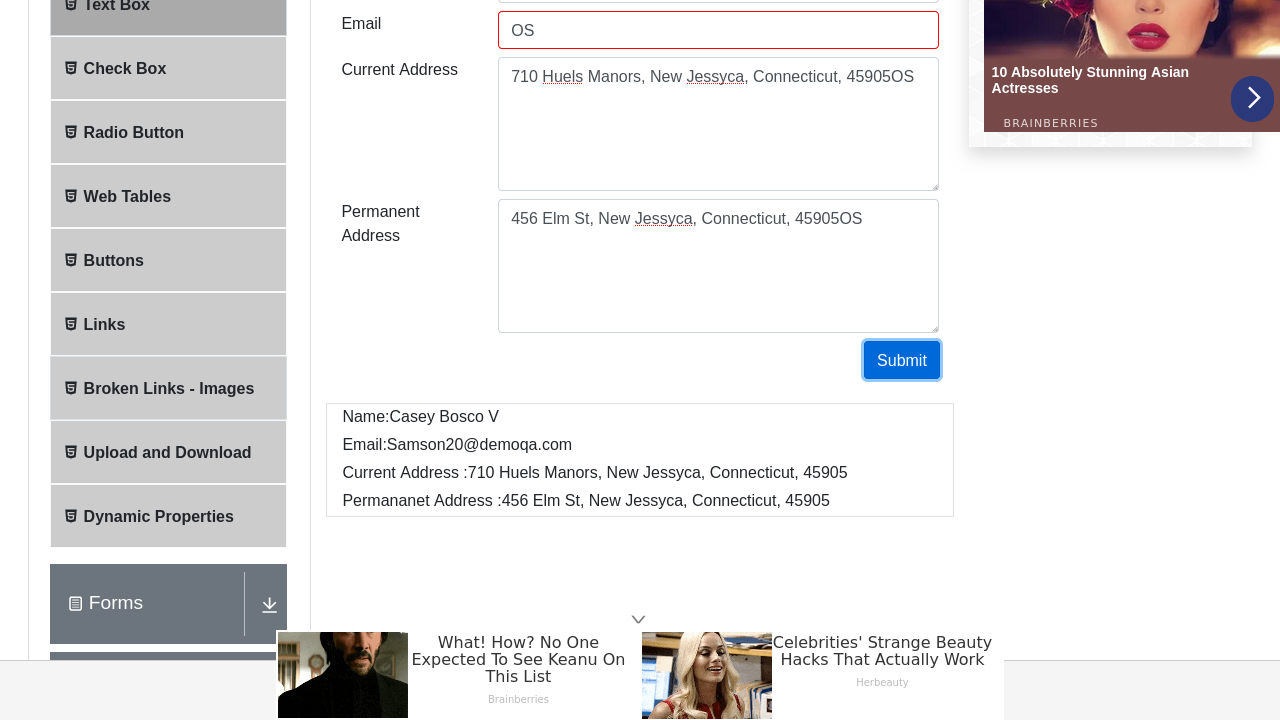 Text Box
Check Box
Radio Button
Web Tables
Buttons
Links
Broken Links - Images
Upload and Download
Dynamic Properties
Forms
Email
OS
Current Address
710 Huels Manors, New Jessyca, Connecticut, 45905OS
Permanent
Address
456 Elm St, New Jessyca, Connecticut, 45905OS
Submit
Name:Casey Bosco V
Email:Samson20@demoqa.com
Current Address :710 Huels Manors, New Jessyca, Connecticut, 45905
Permananet Address :456 Elm St, New Jessyca, Connecticut, 45905
10 Absolutely Stunning Asian
Actresses
BRAINBERRIES
What! How? No One
Expected To See Keanu On
This List
Brainberries
Celebrities' Strange Beauty
Hacks That Actually Work
Herbeauty